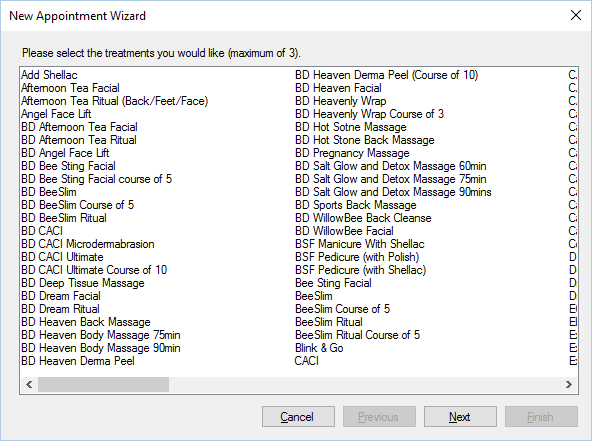 New Appointment Wizard
Please select the treatments you would like (maximum of 3).
Add Shellac
Afternoon Tea Facial
Afternoon Tea Ritual (Back/Feet/Face)
Angel Face Lift
BD Afternoon Tea Facial
BD Afternoon Tea Ritual
BD Angel Face Lift
BD Bee Sting Facial
BD Bee Sting Facial course of 5
BD BeeSlim
BD BeeSlim Course of 5
BD BeeSlim Ritual
BD CACI
BD CACI Microdermabrasion
BD CACI Ultimate
BD CACI Ultimate Course of 10
BD Deep Tissue Massage
BD Dream Facial
BD Dream Ritual
BD Heaven Back Massage
BD Heaven Body Massage 75min
BD Heaven Body Massage 90min
BD Heaven Derma Peel
BD Heaven Derma Peel (Course of 10)
BD Heaven Facial
BD Heavenly Wrap
BD Heavenly Wrap Course of 3
BD Hot Sotne Massage
BD Hot Stone Back Massage
BD Pregnancy Massage
BD Salt Glow and Detox Massage 60min
BD Salt Glow and Detox Massage 75min
BD Salt Glow and Detox Massage 90mins
BD Sports Back Massage
BD WillowBee Back Cleanse
BD WillowBee Facial
BSF Manicure With Shellac
BSF Pedicure (with Polish)
BSF Pedicure (with Shellac)
Bee Sting Facial
BeeSlim
BeeSlim Course of 5
BeeSlim Ritual
BeeSlim Ritual Course of 5
Blink & Go
CACI
Cancel
Previous
Next
Finish